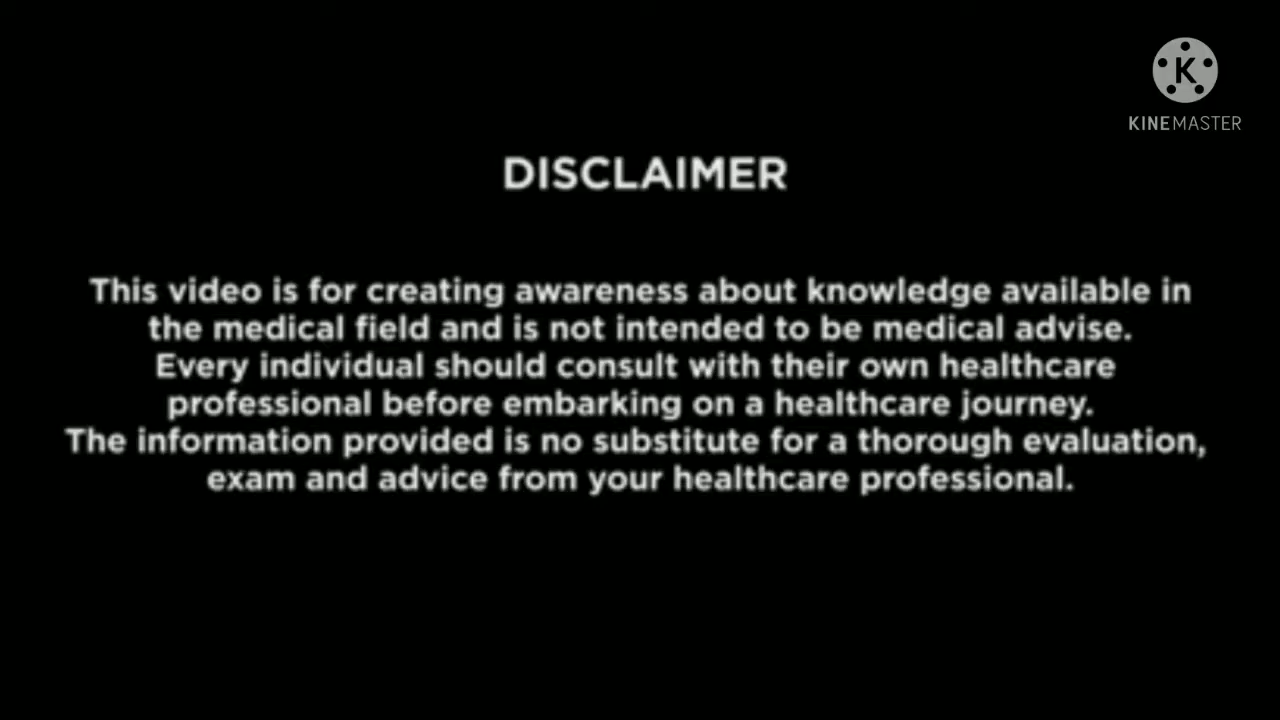 K
KINEMASTER
DISCLAIMER
This video is for creating awareness about knowledge available in
the medical field and is not intended to be medical advise.
Every individual should consult with their own healthcare
professional before embarking on a healthcare journey.
The information provided is no substitute for a thorough evaluation,
exam and advice from your healthcare professional.